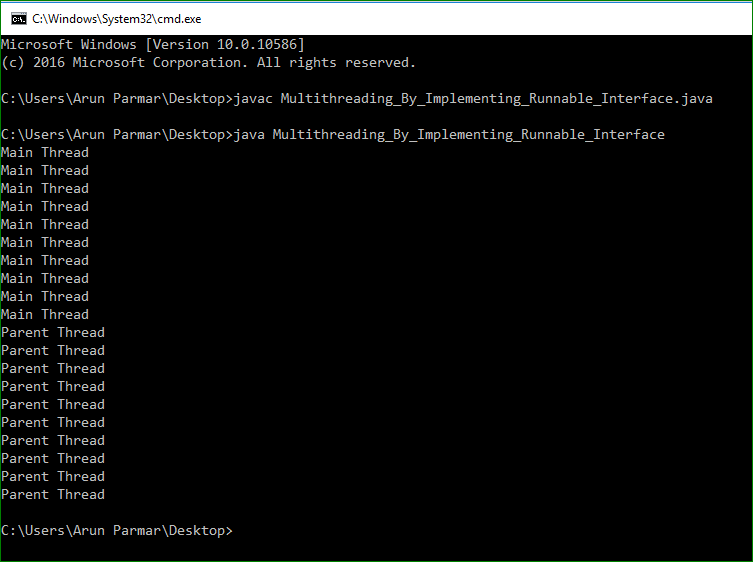 C:\Windows\System32\cmd.exe
Microsoft Windows [Version 10.0.10586]
(c) 2016 Microsoft Corporation. All rights reserved.
C:\Users\Arun Parmar\Desktop>javac Multithreading_By_Implementing_Runnable_Interface.java
C:\Users\Arun Parmar\Desktop>java Multithreading_By_Implementing_Runnable_Interface
Main Thread
Main Thread
Main Thread
Main Thread
Main Thread
Main Thread
Main Thread
Main Thread
Main Thread
Main Thread
Parent Thread
Parent Thread
Parent Thread
Parent Thread
Parent Thread
Parent Thread
Parent Thread
Parent Thread
Parent Thread
Parent Thread
C:\Users\Arun Parmar\Desktop>